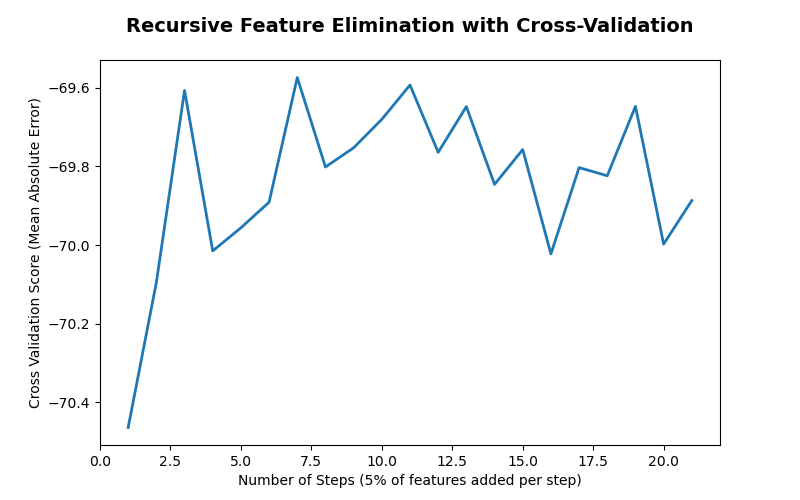 Recursive Feature Elimination with Cross-Validation
Cross Validation Score (Mean Absolute Error)
−69.6
−69.8
−70.0
−70.2
−70.4
0.0 2.5 5.0 7.5 10.0 12.5 15.0 17.5 20.0
Number of Steps (5% of features added per step)